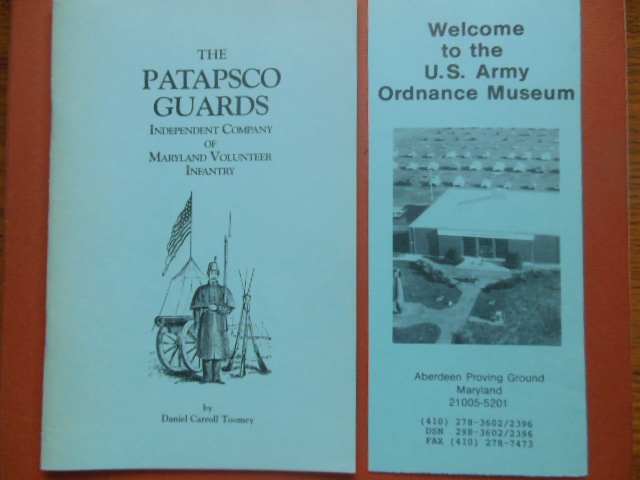 THE
PATAPSCO
GUARDS
INDEPENDENT COMPANY
OF
MARYLAND VOLUNTEER
INFANTRY
by
Daniel Carroll Toomey
Welcome
to the
U.S. Army
Ordnance Museum
Aberdeen Proving Ground
Maryland
21005-5201
(410) 278-3602/2396
DSN 298-3602/2396
FAX (410) 278-7473